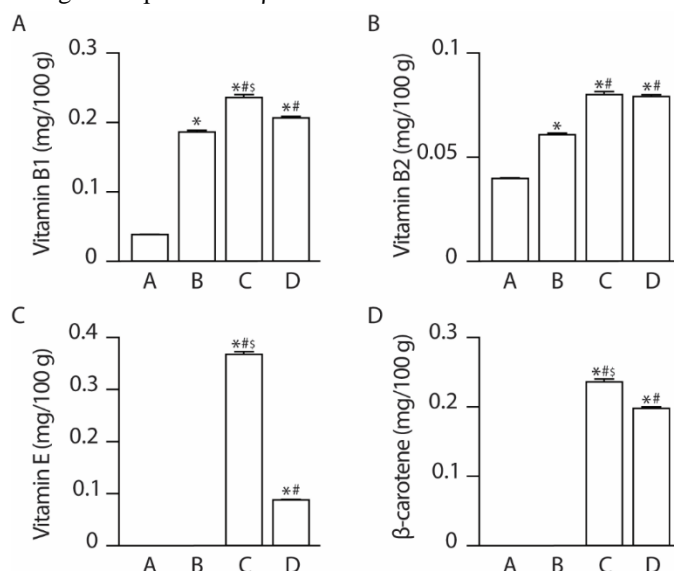 A
Vitamin B1 (mg/100 g)
0.3
0.2
0.1
0
*
*#$
*#
A B C D
B
Vitamin B2 (mg/100 g)
0.1
0.05
0
*
*#
*#
A B C D
C
Vitamin E (mg/100 g)
0.4
0.3
0.2
0.1
0
*#$
*#
A B C D
D
β-carotene (mg/100 g)
0.3
0.2
0.1
0
*#$
*#
A B C D